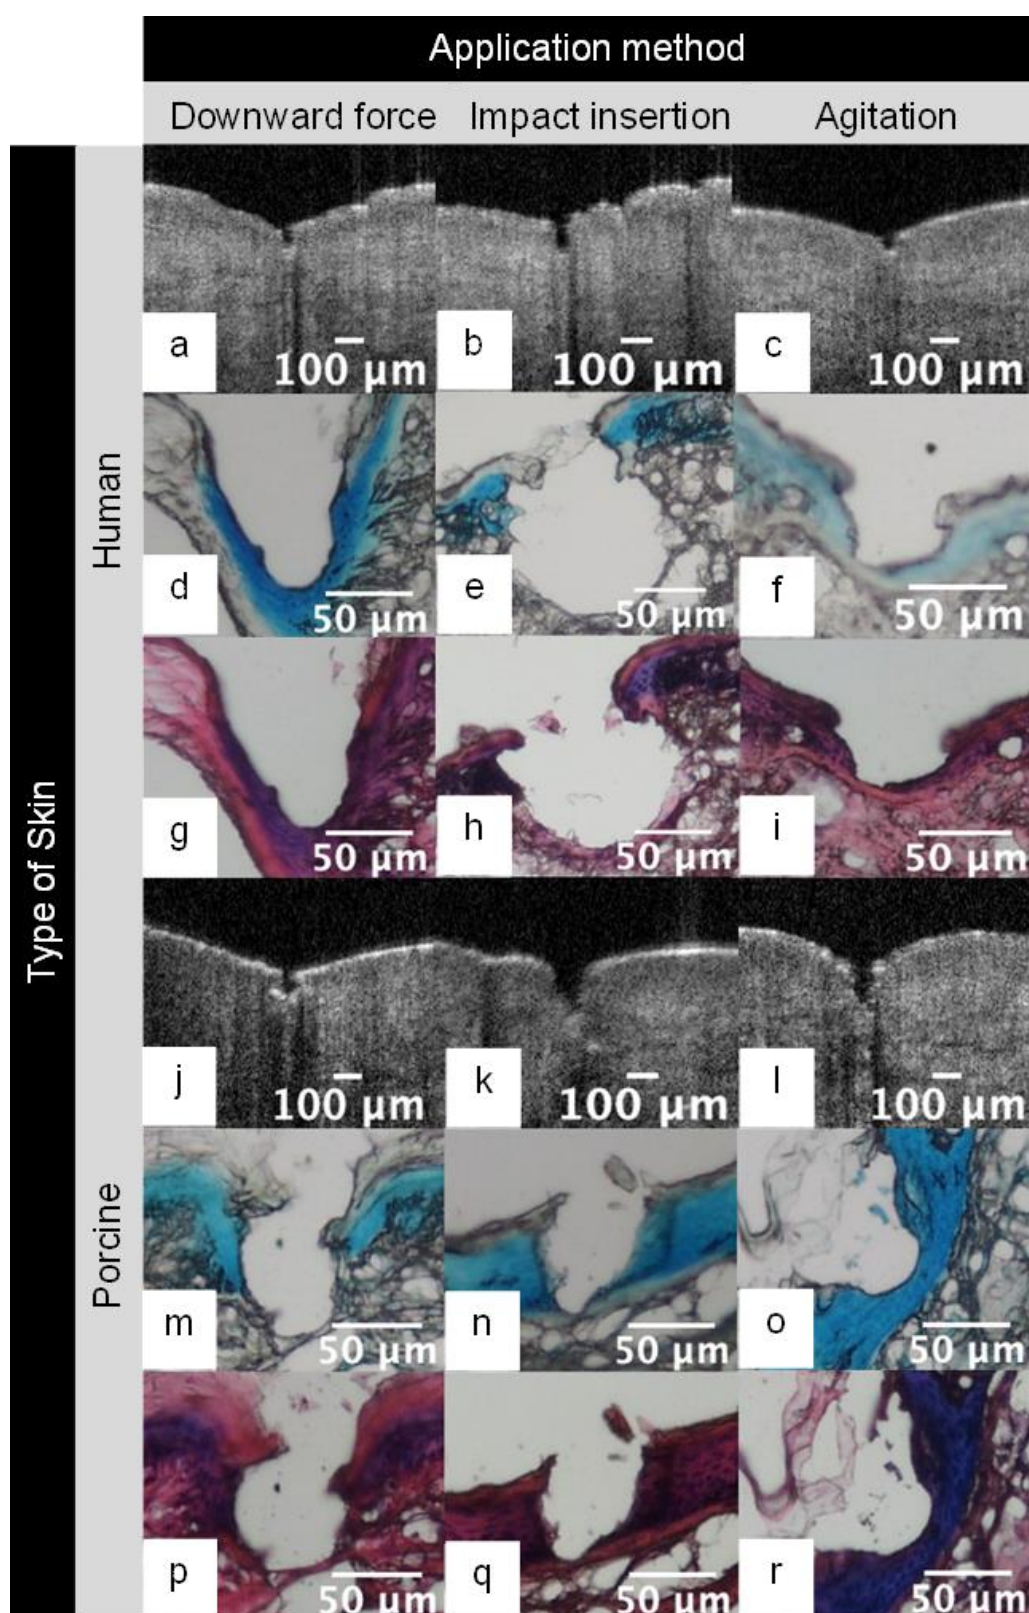 Application method
Downward force Impact insertion Agitation
Type of Skin
Human
a 100 µm b 100 µm c 100 µm
d 50 µm e 50 µm f 50 µm
g 50 µm h 50 µm i 50 µm
Porcine
j 100 µm k 100 µm l 100 µm
m 50 µm n 50 µm o 50 µm
p 50 µm q 50 µm r 50 µm